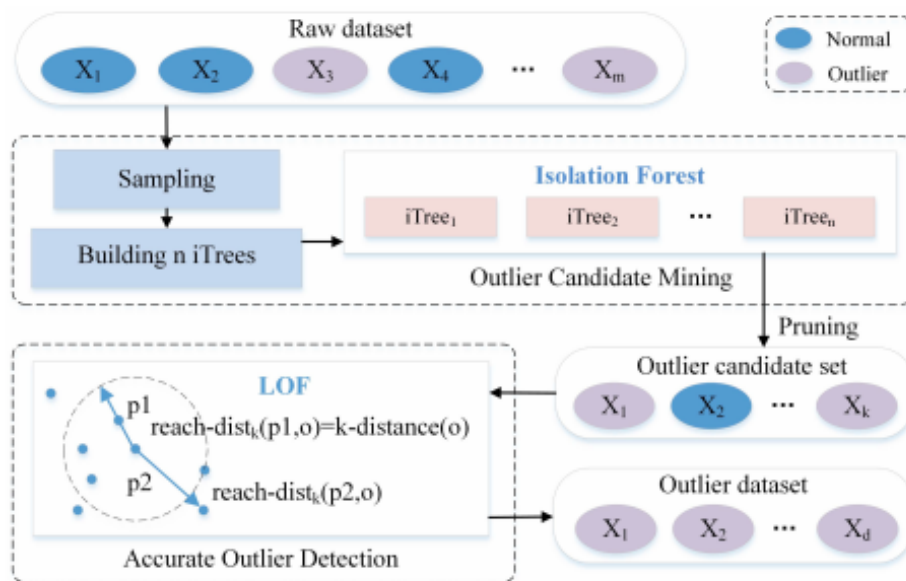 Raw dataset
X₁ X₂ X₃ X₄ ··· Xₘ
Normal
Outlier
Sampling
Building n iTrees
Isolation Forest
iTree₁ iTree₂ ··· iTreeₙ
Outlier Candidate Mining
Pruning
Outlier candidate set
X₁ X₂ ··· Xₖ
LOF
p1
reach-distₖ(p1,o)=k-distance(o)
p2
reach-distₖ(p2,o)
Accurate Outlier Detection
Outlier dataset
X₁ X₂ ··· X_d